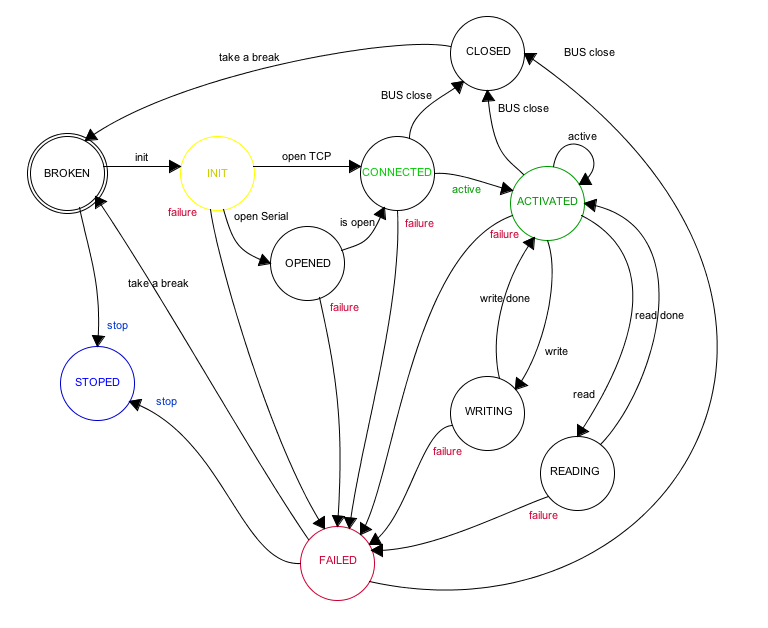 CLOSED
BUS close
take a break
BUS close
BUS close
active
init
open TCP
BROKEN
INIT
CONNECTED
active
ACTIVATED
failure
open Serial
is open
failure
failure
OPENED
take a break
failure
write done
read done
stop
write
STOPED
stop
read
WRITING
failure
READING
failure
FAILED